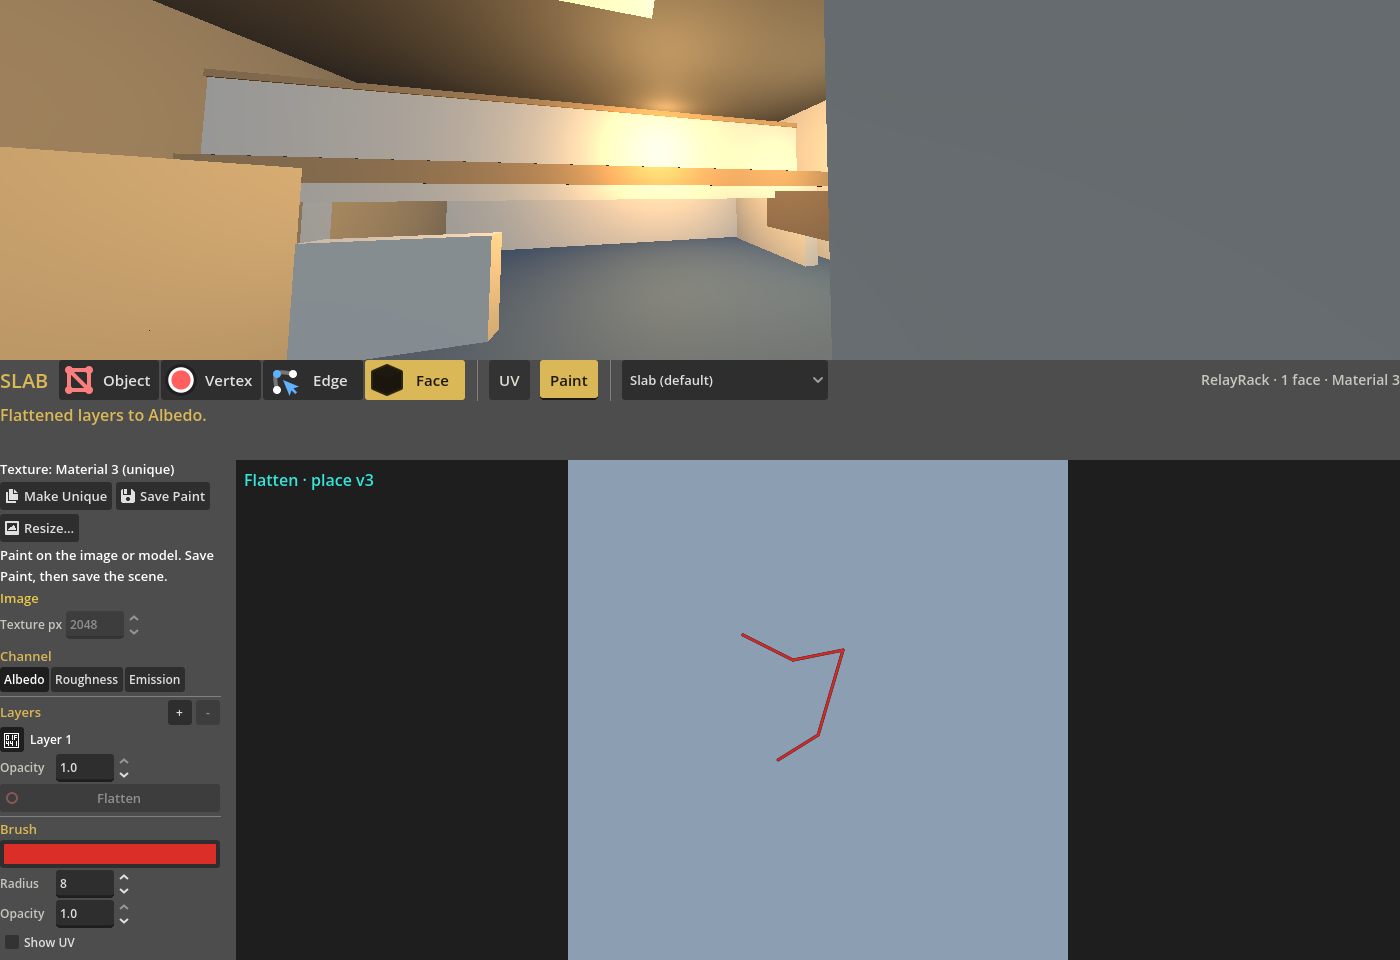 SLAB Object Vertex Edge Face UV Paint Slab (default) RelayRack · 1 face · Material 3
Flattened layers to Albedo.
Texture: Material 3 (unique)
Make Unique Save Paint
Resize...
Paint on the image or model. Save
Paint, then save the scene.
Image
Texture px 2048
Channel
Albedo Roughness Emission
Layers + -
Layer 1
Opacity 1.0
Flatten
Brush
Radius 8
Opacity 1.0
Show UV
Flatten · place v3